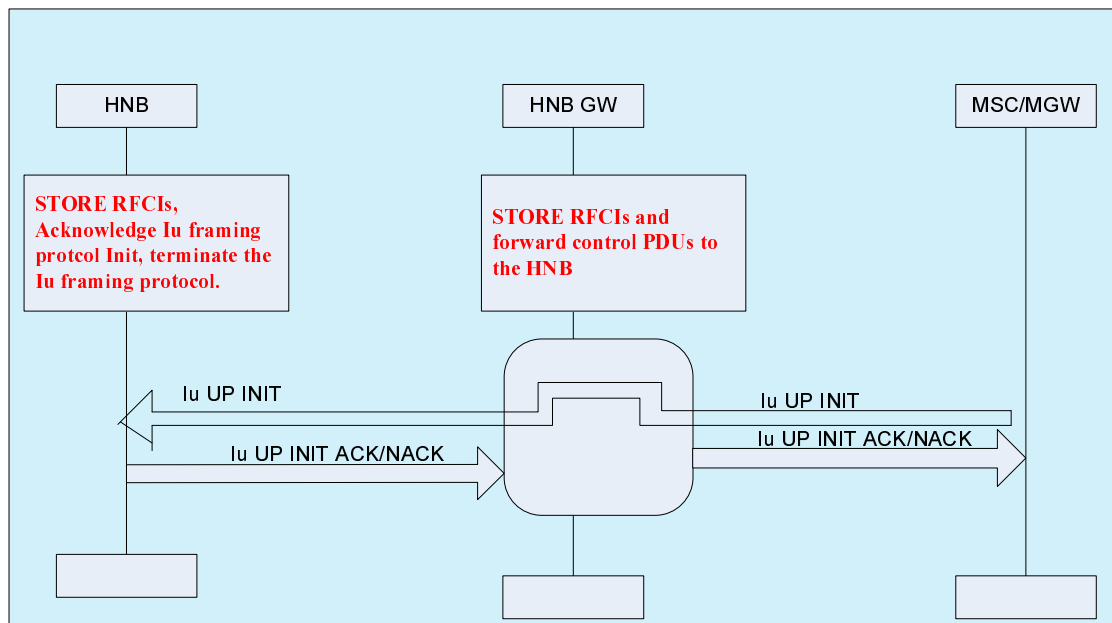 HNB
HNB GW
MSC/MGW
STORE RFCIs,
Acknowledge Iu framing
protcol Init, terminate the
Iu framing protocol.
STORE RFCIs and
forward control PDUs to
the HNB
Iu UP INIT
Iu UP INIT
Iu UP INIT ACK/NACK
Iu UP INIT ACK/NACK